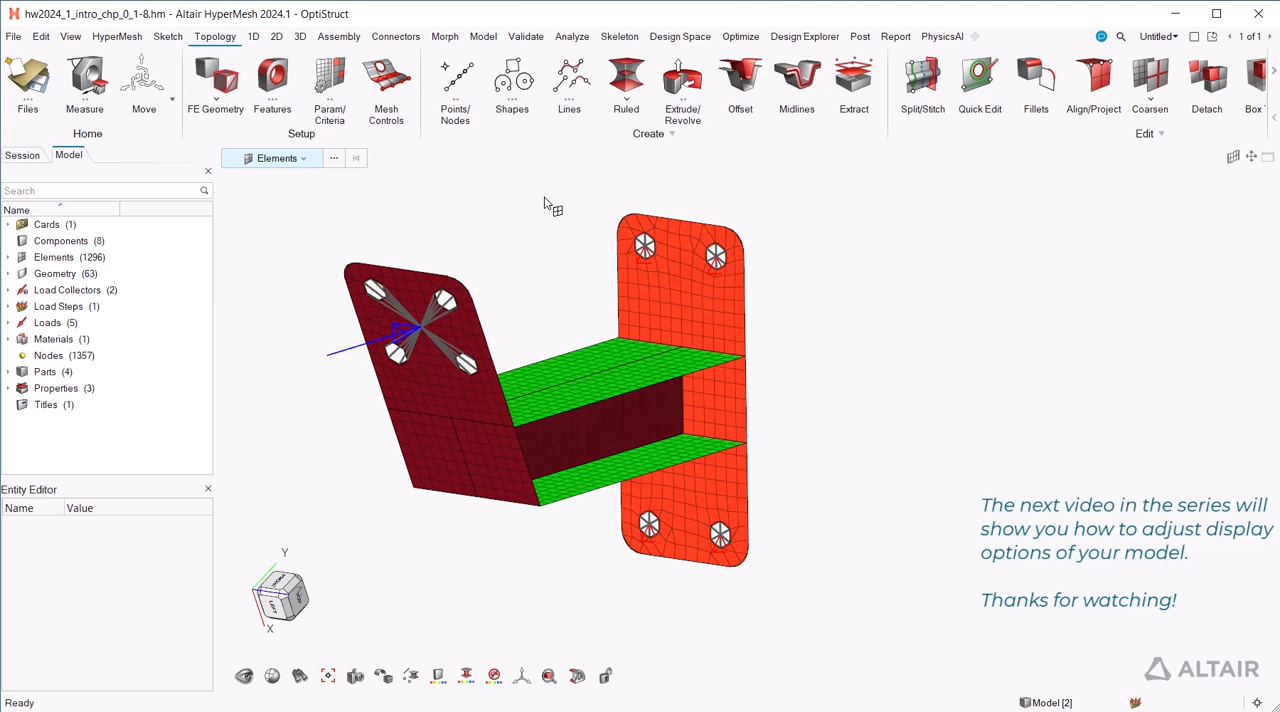 hw2024_1_intro_chp_0_1-8.hm - Altair HyperMesh 2024.1 - OptiStruct
File Edit View HyperMesh Sketch Topology 1D 2D 3D Assembly Connectors Morph Model Validate Analyze Skeleton Design Space Optimize Design Explorer Post Report PhysicsAI Untitled 1 of 1
Files Measure Move FE Geometry Features Param/ Criteria Mesh Controls Points/ Nodes Shapes Lines Ruled Extrude/ Revolve Offset Midlines Extract Split/Stitch Quick Edit Fillets Align/Project Coarsen Detach Box
Home Setup Create Edit
Session Model
Elements
Search
Name
Cards (1)
Components (8)
Elements (1296)
Geometry (63)
Load Collectors (2)
Load Steps (1)
Loads (5)
Materials (1)
Nodes (1357)
Parts (4)
Properties (3)
Titles (1)
Entity Editor
Name Value
The next video in the series will
show you how to adjust display
options of your model.
Thanks for watching!
Y
LEFT
X
ALTAIR
Ready
Model [2]